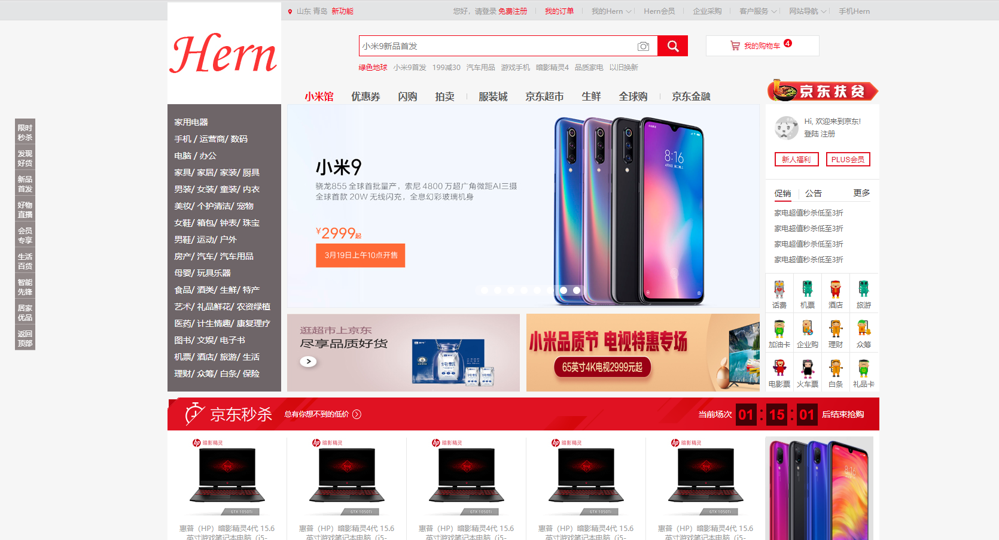 山东 青岛 新功能
您好，请登录 免费注册
我的订单
我的Hern
Hern会员
企业采购
客户服务
网站导航
手机Hern
Hern
小米9新品首发
我的购物车 4
绿色地球 小米9首发 199减30 汽车用品 游戏手机 暗影精灵4 品质家电 以旧换新
小米馆 优惠券 闪购 拍卖 服装城 京东超市 生鲜 全球购 京东金融
京东扶贫
限时
秒杀
发现
好货
新品
首发
好物
直播
会员
专享
生活
百货
智能
先锋
居家
优品
返回
顶部
家用电器
手机 / 运营商/ 数码
电脑 / 办公
家具/ 家居/ 家装/ 厨具
男装/ 女装/ 童装/ 内衣
美妆/ 个护清洁/ 宠物
女鞋/ 箱包/ 钟表/ 珠宝
男鞋/ 运动/ 户外
房产/ 汽车/ 汽车用品
母婴/ 玩具乐器
食品/ 酒类/ 生鲜/ 特产
艺术/ 礼品鲜花/ 农资绿植
医药/ 计生情趣/ 康复理疗
图书/ 文娱/ 电子书
机票/ 酒店/ 旅游/ 生活
理财/ 众筹/ 白条/ 保险
小米9
骁龙855 全球首批量产，索尼 4800 万超广角微距AI三摄
全球首款 20W 无线闪充，全息幻彩玻璃机身
¥2999起
3月19日上午10点开售
8:16
Hi, 欢迎来到京东!
登陆 注册
新人福利 PLUS会员
促销 公告 更多
家电超值秒杀低至3折
家电超值秒杀低至3折
家电超值秒杀低至3折
家电超值秒杀低至3折
话费 机票 酒店 旅游
加油卡 企业购 理财 众筹
电影票 火车票 白条 礼品卡
逛超市上京东
尽享品质好货
小米品质节 电视特惠专场
65英寸4K电视2999元起
京东秒杀 总有你想不到的低价
当前场次 01 : 15 : 01 后结束抢购
hp 暗影精灵 hp 暗影精灵 hp 暗影精灵 hp 暗影精灵 hp 暗影精灵
GTX 1050Ti GTX 1050Ti GTX 1050Ti GTX 1050Ti GTX 1050Ti
8:16
惠普（HP）暗影精灵4代 15.6 惠普（HP）暗影精灵4代 15.6 惠普（HP）暗影精灵4代 15.6 惠普（HP）暗影精灵4代 15.6 惠普（HP）暗影精灵4代 15.6
英寸游戏笔记本电脑（i5- 英寸游戏笔记本电脑（i5- 英寸游戏笔记本电脑（i5- 英寸游戏笔记本电脑（i5- 英寸游戏笔记本电脑（i5-